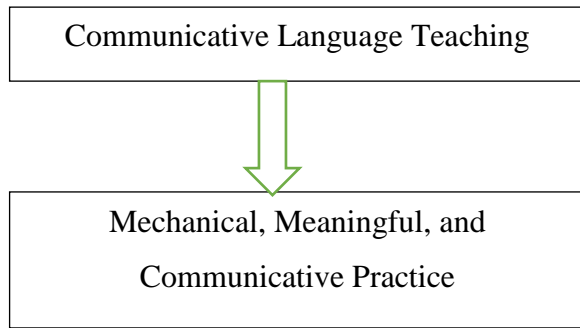 Communicative Language Teaching
Mechanical, Meaningful, and
Communicative Practice